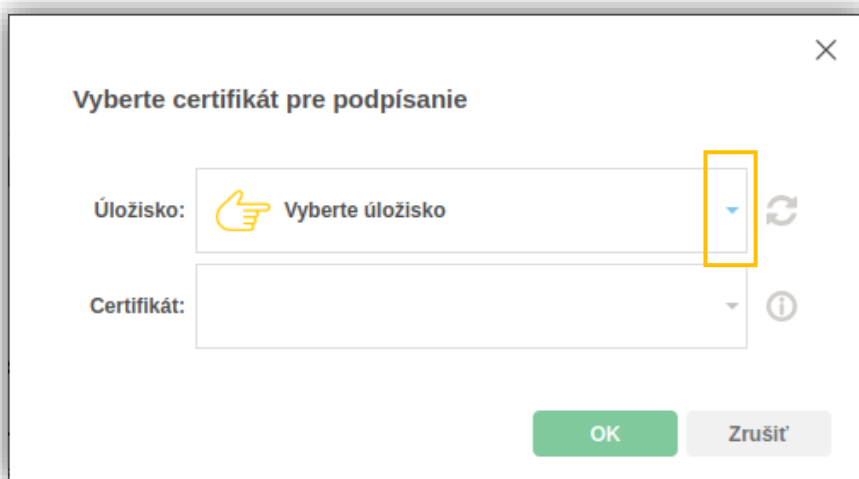 Vyberte certifikát pre podpísanie
Úložisko: Vyberte úložisko
Certifikát:
OK Zrušiť